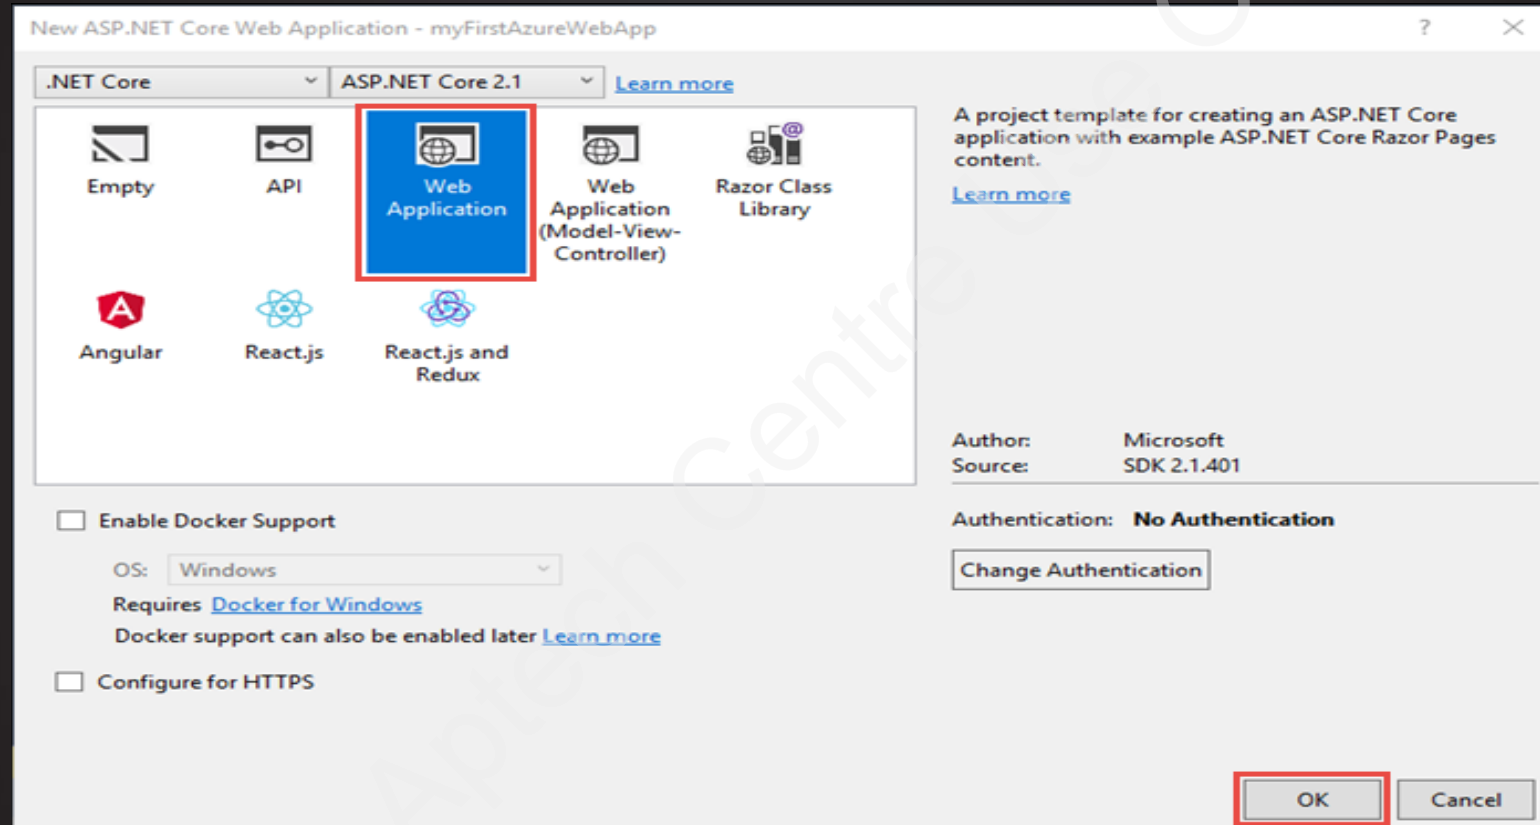 New ASP.NET Core Web Application - myFirstAzureWebApp
? 
.NET Core
ASP.NET Core 2.1
Learn more
Empty
API
Web
Application
Web
Application
(Model-View-
Controller)
Razor Class
Library
Angular
React.js
React.js and
Redux
A project template for creating an ASP.NET Core
application with example ASP.NET Core Razor Pages
content.
Learn more
Author: Microsoft
Source: SDK 2.1.401
Authentication: No Authentication
Change Authentication
Enable Docker Support
OS: Windows
Requires Docker for Windows
Docker support can also be enabled later Learn more
Configure for HTTPS
OK
Cancel
Aptech Centre Use